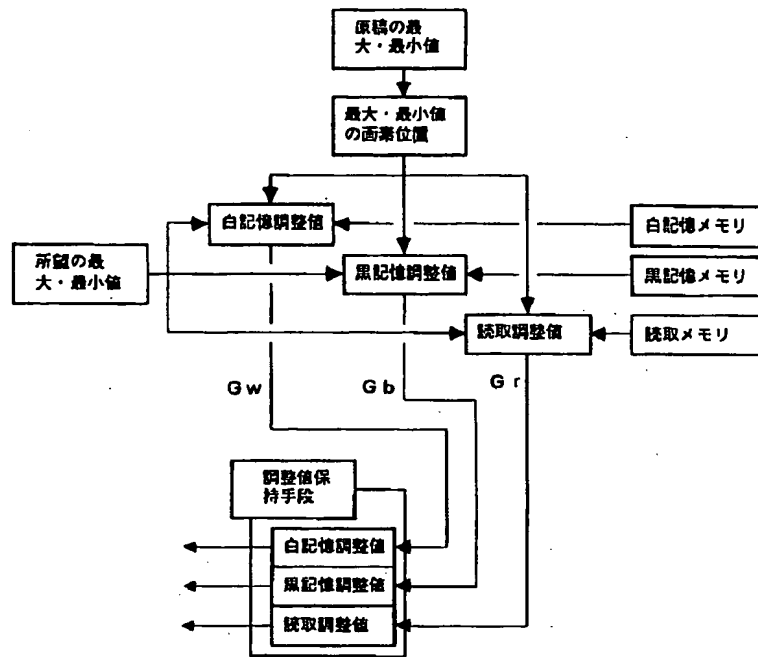 原稿の最
大・最小値
最大・最小値
の画素位置
白記憶調整値
白記憶メモリ
所望の最
大・最小値
黒記憶調整値
黒記憶メモリ
読取調整値
読取メモリ
Gw
Gb
Gr
調整値保
持手段
白記憶調整値
黒記憶調整値
読取調整値